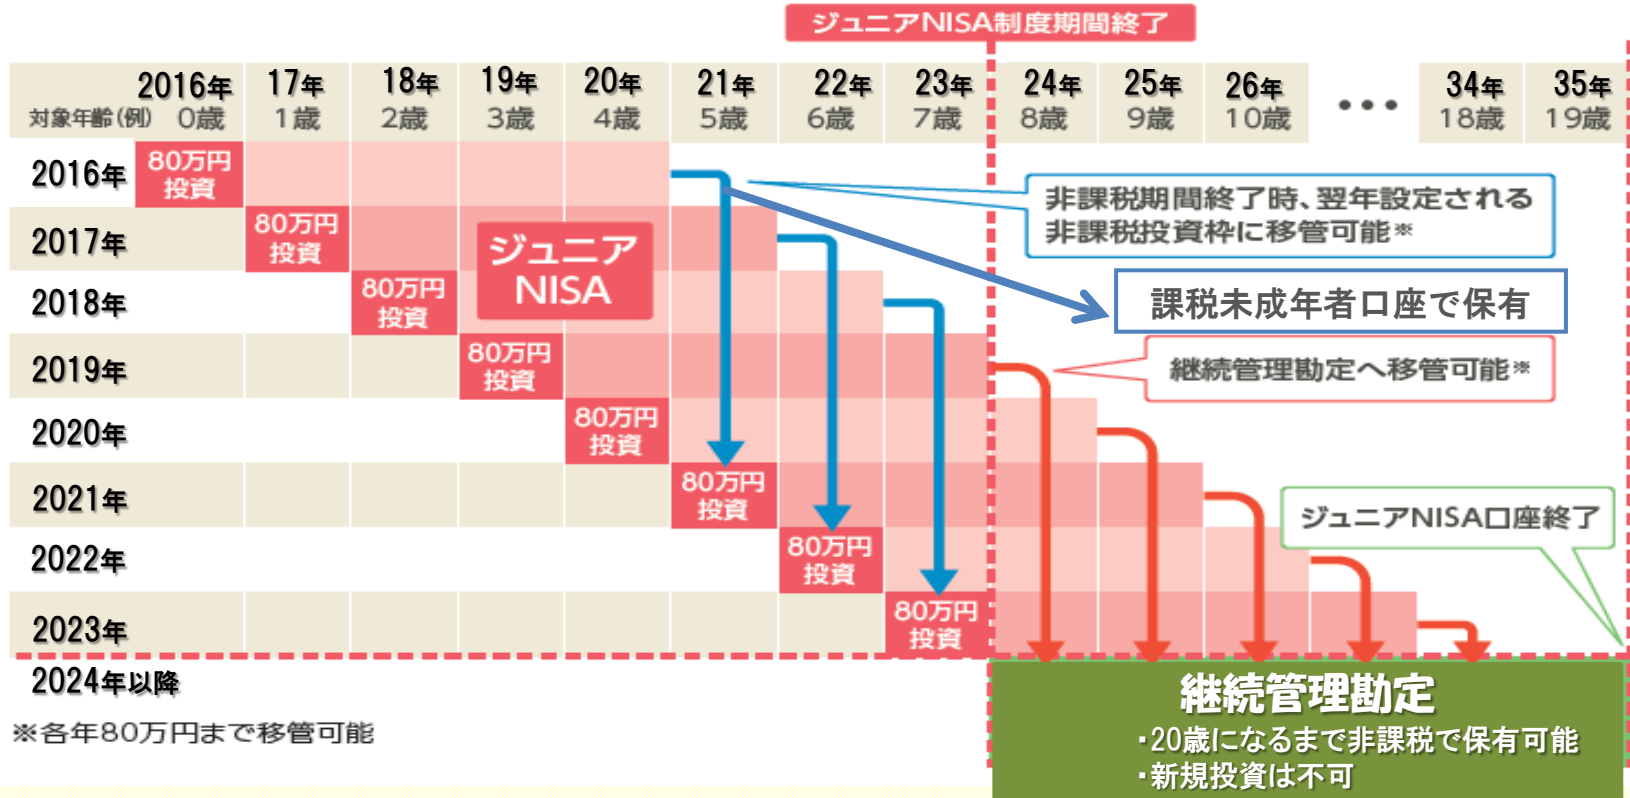 ジュニアNISA制度期間終了
2016年 17年 18年 19年 20年 21年 22年 23年 24年 25年 26年 ••• 34年 35年
対象年齢(例) 0歳 1歳 2歳 3歳 4歳 5歳 6歳 7歳 8歳 9歳 10歳 18歳 19歳
2016年
80万円
投資
非課税期間終了時、翌年設定される
非課税投資枠に移管可能※
2017年
80万円
投資
ジュニア
NISA
課税未成年者口座で保有
2018年
80万円
投資
2019年
80万円
投資
継続管理勘定へ移管可能※
2020年
80万円
投資
2021年
80万円
投資
ジュニアNISA口座終了
2022年
80万円
投資
2023年
80万円
投資
2024年以降
継続管理勘定
・20歳になるまで非課税で保有可能
・新規投資は不可
※各年80万円まで移管可能